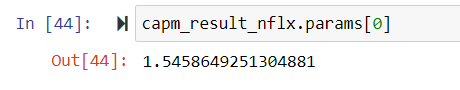 In [44]: capm_result_nflx.params[0]
Out[44]: 1.5458649251304881